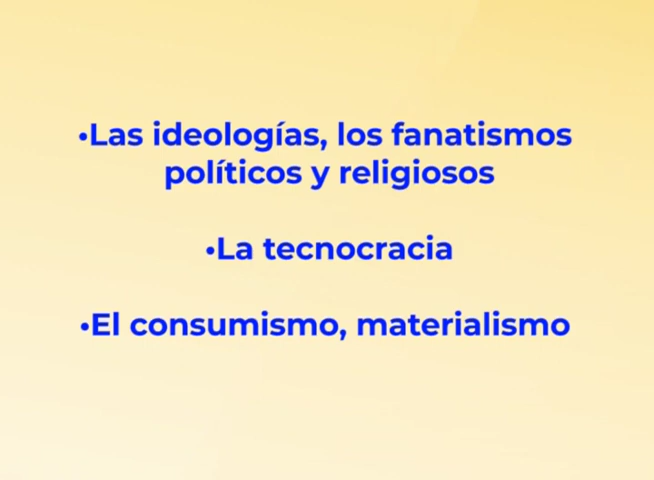 •Las ideologías, los fanatismos
políticos y religiosos
•La tecnocracia
•El consumismo, materialismo